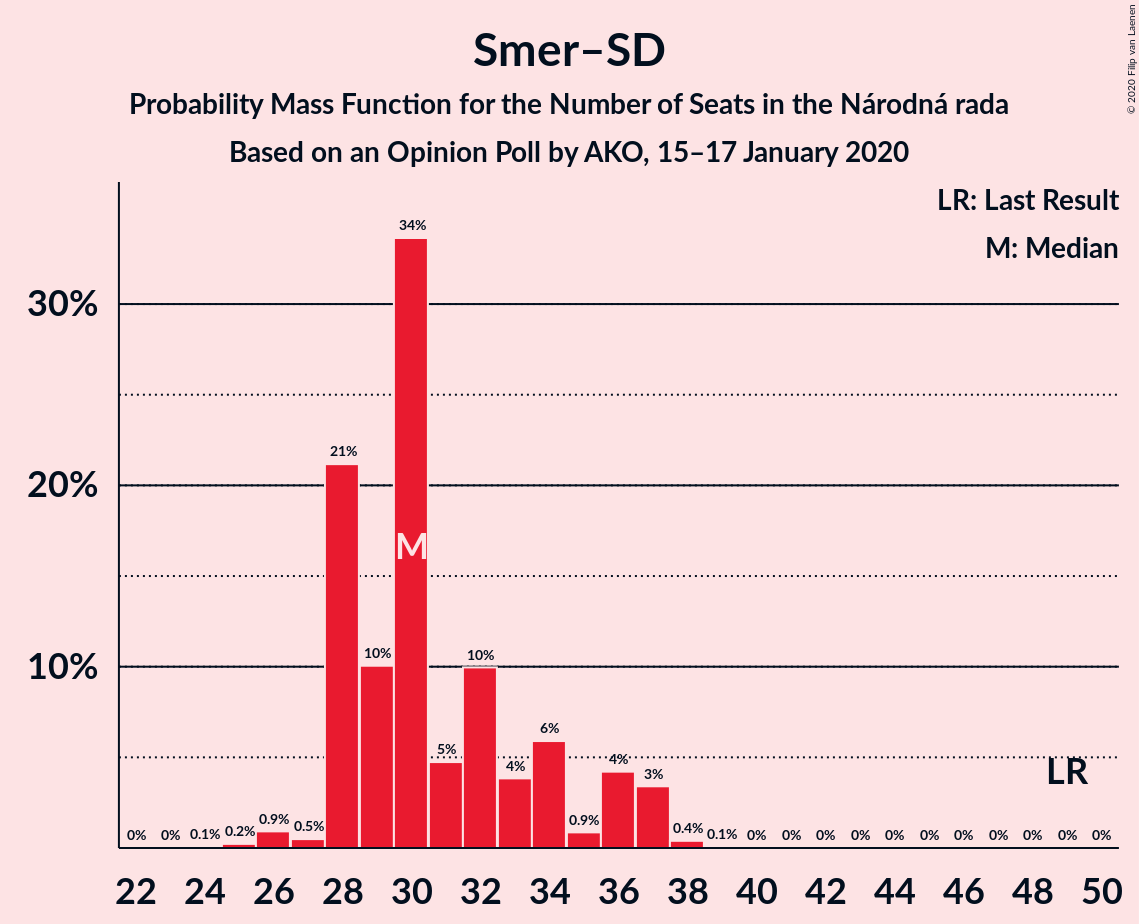 Smer–SD
Probability Mass Function for the Number of Seats in the Národná rada
Based on an Opinion Poll by AKO, 15–17 January 2020
© 2020 Filip van Laenen
LR: Last Result
M: Median
30%
20%
10%
0% 0% 0.1% 0.2% 0.9% 0.5% 21% 10% 34% 5% 10% 4% 6% 0.9% 4% 3% 0.4% 0.1% 0% 0% 0% 0% 0% 0% 0% 0% 0% 0% 0%
M
LR
22 24 26 28 30 32 34 36 38 40 42 44 46 48 50